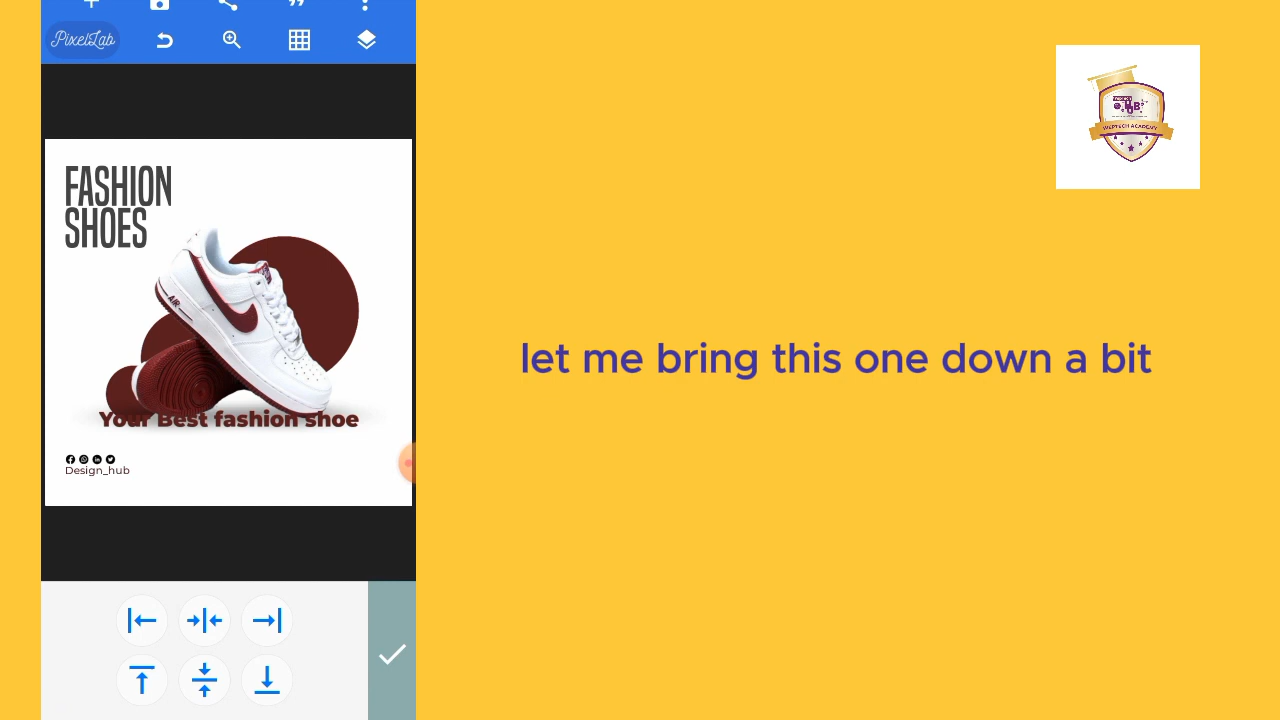 PixelLab
FASHION
SHOES
AIR
Your Best fashion shoe
Design_hub
let me bring this one down a bit